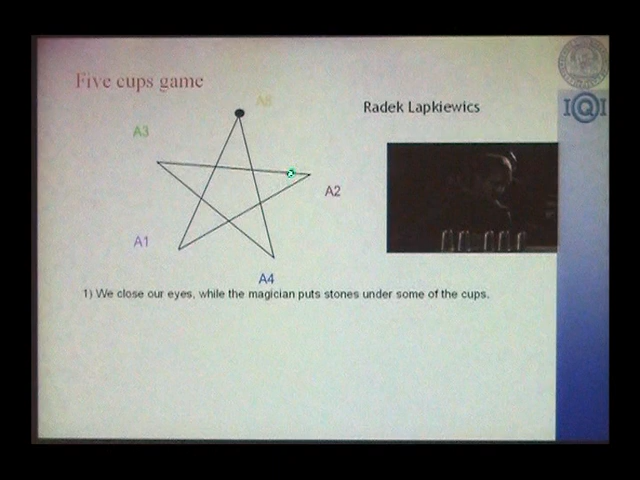 Five cups game
A5
Radek Lapkiewics
IQI
A3
A2
A1
A4
1) We close our eyes, while the magician puts stones under some of the cups.